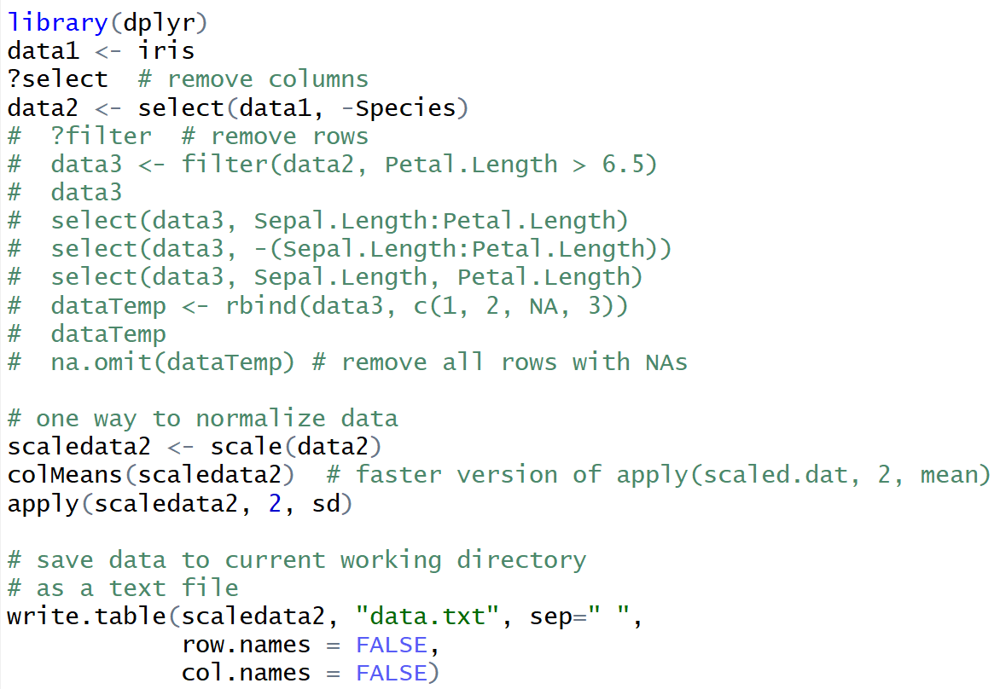 library(dplyr)
data1 <- iris
?select  # remove columns
data2 <- select(data1, -Species)
#  ?filter  # remove rows
#  data3 <- filter(data2, Petal.Length > 6.5)
#  data3
#  select(data3, Sepal.Length:Petal.Length)
#  select(data3, -(Sepal.Length:Petal.Length))
#  select(data3, Sepal.Length, Petal.Length)
#  dataTemp <- rbind(data3, c(1, 2, NA, 3))
#  dataTemp
#  na.omit(dataTemp) # remove all rows with NAs

# one way to normalize data
scaledata2 <- scale(data2)
colMeans(scaledata2)  # faster version of apply(scaled.dat, 2, mean)
apply(scaledata2, 2, sd)

# save data to current working directory
# as a text file
write.table(scaledata2, "data.txt", sep=" ",
            row.names = FALSE,
            col.names = FALSE)